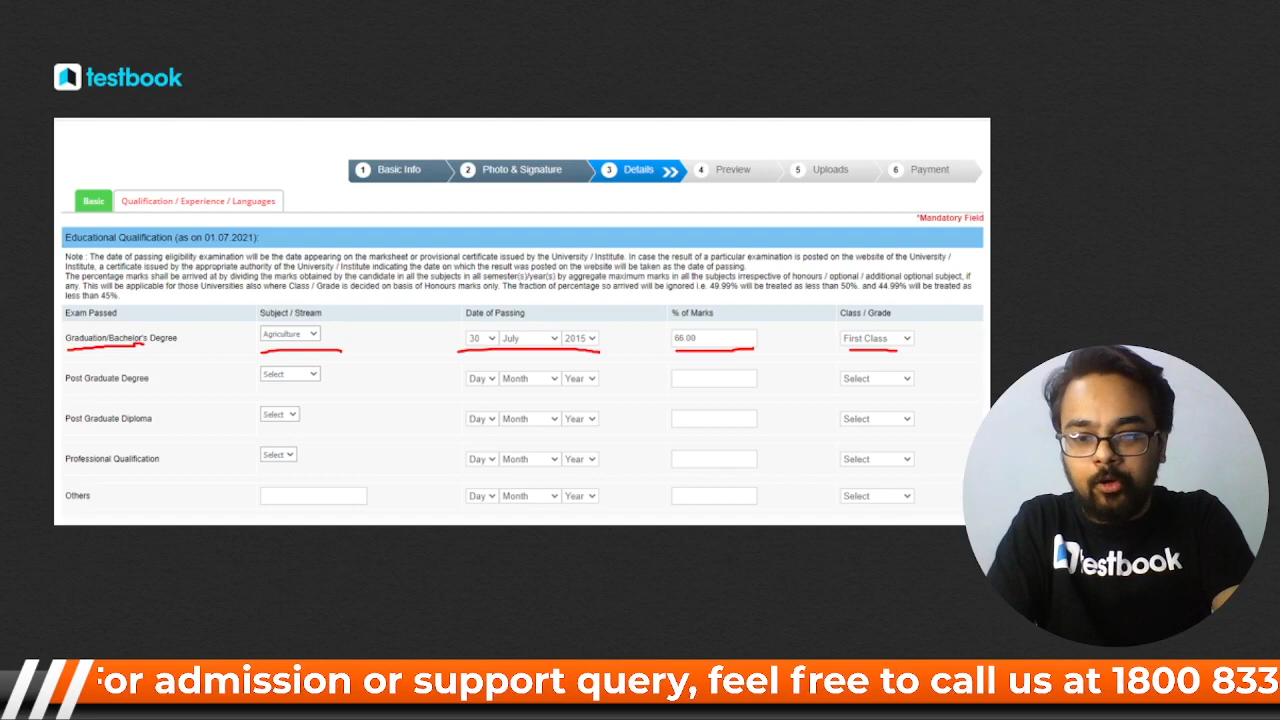 testbook
1 Basic Info 2 Photo & Signature 3 Details 4 Preview 5 Uploads 6 Payment
Basic Qualification / Experience / Languages
*Mandatory Field
Educational Qualification (as on 01.07.2021):
Note : The date of passing eligibility examination will be the date appearing on the marksheet or provisional certificate issued by the University / Institute. In case the result of a particular examination is posted on the website of the University /
Institute, a certificate issued by the appropriate authority of the University / Institute indicating the date on which the result was posted on the website will be taken as the date of passing.
The percentage marks shall be arrived at by dividing the marks obtained by the candidate in all the subjects in all semester(s)/year(s) by aggregate maximum marks in all the subjects irrespective of honours / optional / additional optional subject, if
any. This will be applicable for those Universities also where Class / Grade is decided on basis of Honours marks only. The fraction of percentage so arrived will be ignored i.e. 49.99% will be treated as less than 50%. and 44.99% will be treated as
less than 45%.
Exam Passed Subject / Stream Date of Passing % of Marks Class / Grade
Graduation/Bachelor's Degree Agriculture 30 July 2015 66.00 First Class
Post Graduate Degree Select Day Month Year Select
Post Graduate Diploma Select Day Month Year Select
Professional Qualification Select Day Month Year Select
Others Day Month Year Select
testbook
For admission or support query, feel free to call us at 1800 833